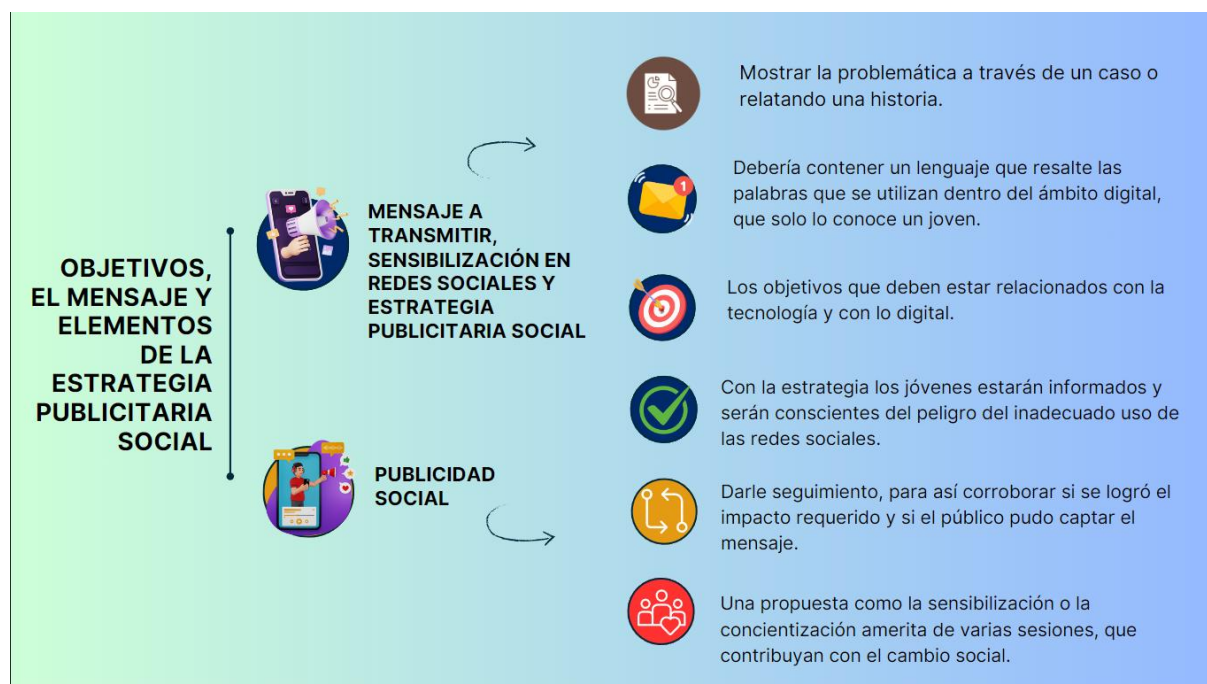 OBJETIVOS,
EL MENSAJE Y
ELEMENTOS
DE LA
ESTRATEGIA
PUBLICITARIA
SOCIAL
MENSAJE A
TRANSMITIR,
SENSIBILIZACIÓN EN
REDES SOCIALES Y
ESTRATEGIA
PUBLICITARIA SOCIAL
PUBLICIDAD
SOCIAL
Mostrar la problemática a través de un caso o
relatando una historia.
1
Debería contener un lenguaje que resalte las
palabras que se utilizan dentro del ámbito digital,
que solo lo conoce un joven.
Los objetivos que deben estar relacionados con la
tecnología y con lo digital.
Con la estrategia los jóvenes estarán informados y
serán conscientes del peligro del inadecuado uso de
las redes sociales.
Darle seguimiento, para así corroborar si se logró el
impacto requerido y si el público pudo captar el
mensaje.
Una propuesta como la sensibilización o la
concientización amerita de varias sesiones, que
contribuyan con el cambio social.